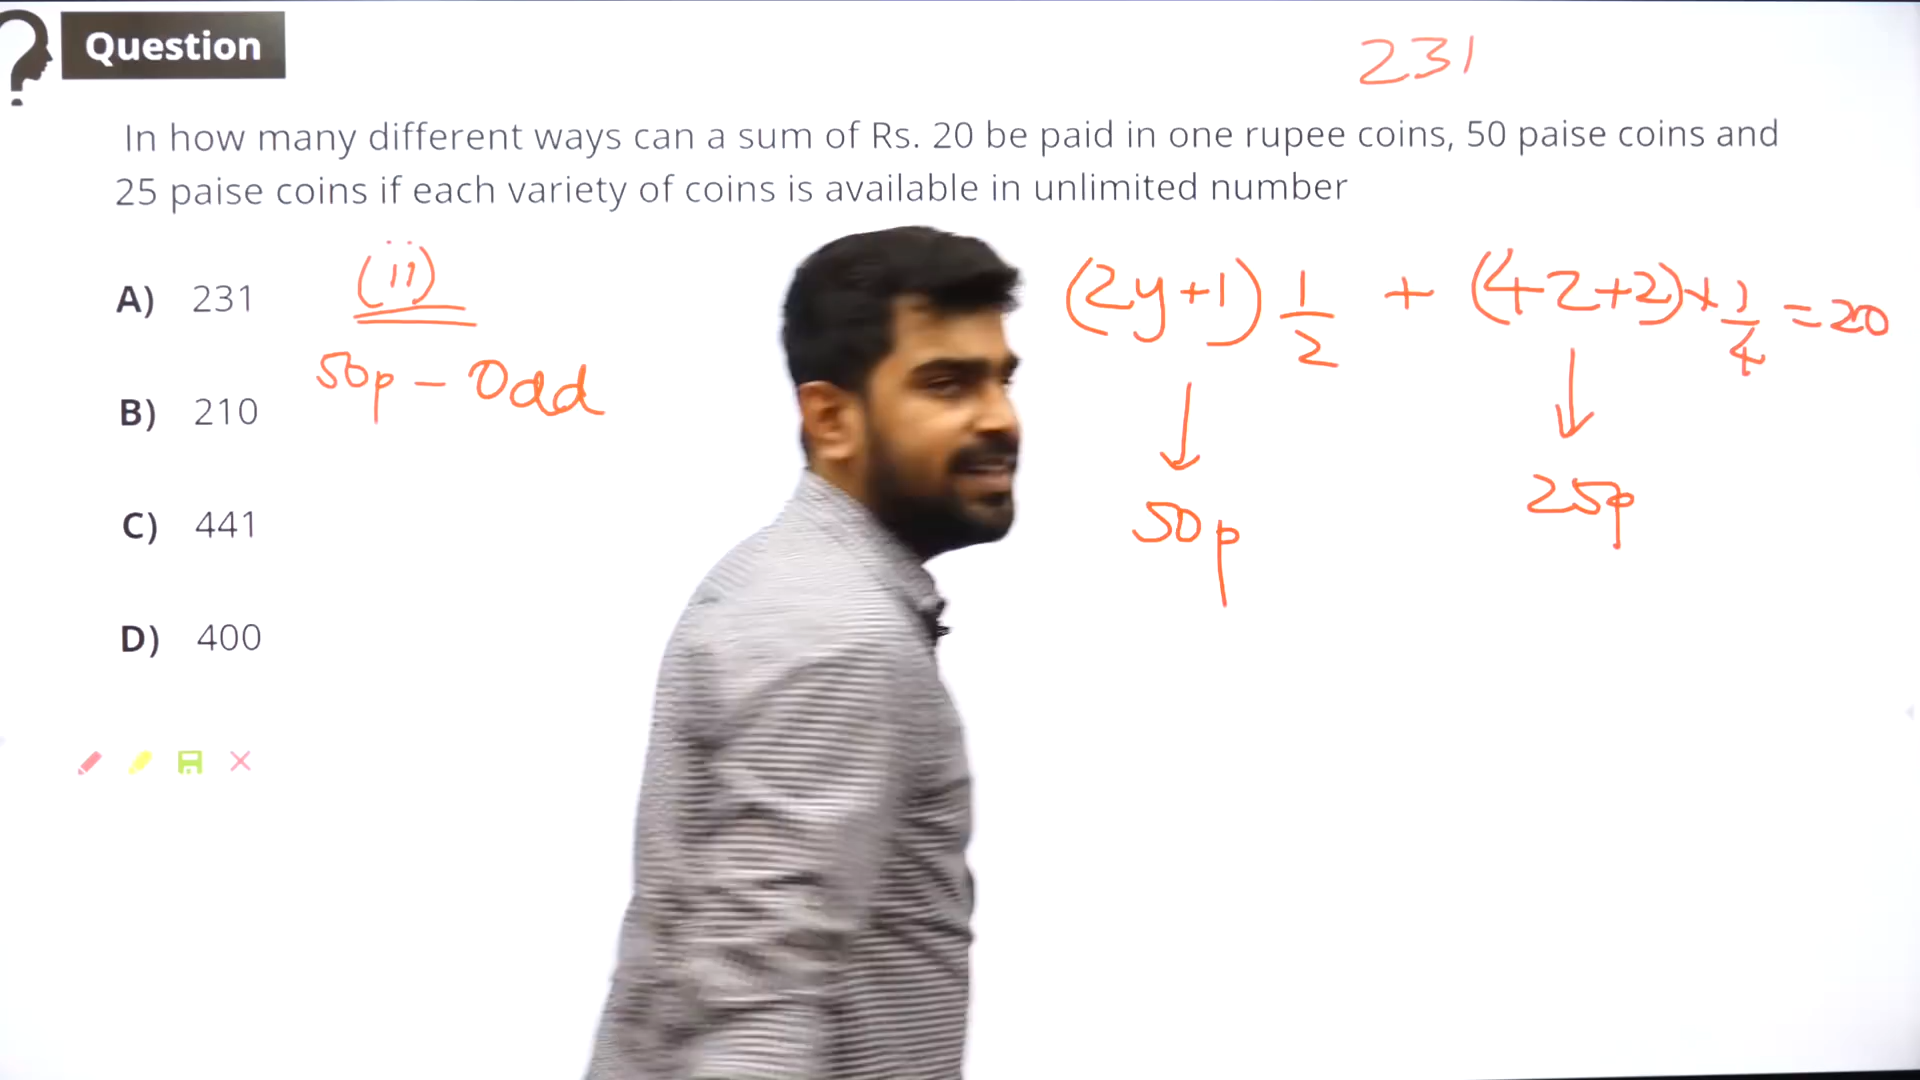 Question
231
In how many different ways can a sum of Rs. 20 be paid in one rupee coins, 50 paise coins and
25 paise coins if each variety of coins is available in unlimited number
A) 231
(ii)
50p - Odd
B) 210
C) 441
D) 400
(2y+1) 1/2 + (4z+2) × 1/4 = 20
50p
25p